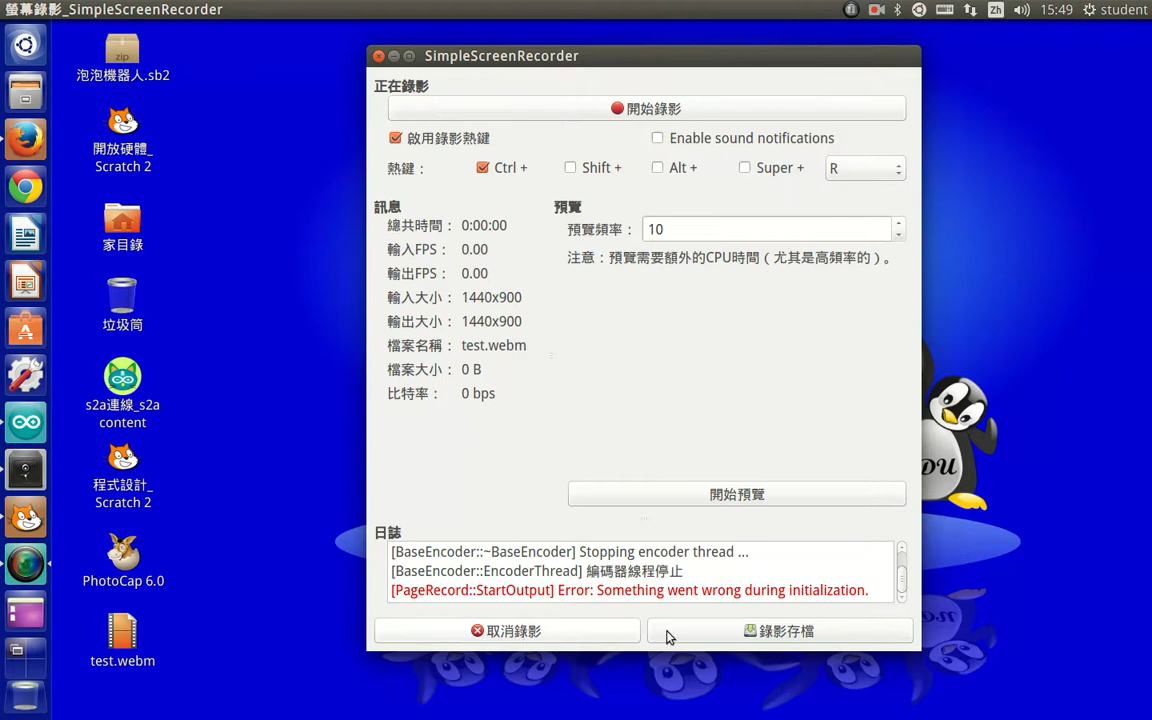 螢幕錄影_SimpleScreenRecorder
Zh
15:49
student
zip
泡泡機器人.sb2
開放硬體_
Scratch 2
家目錄
垃圾筒
s2a連線_s2a
content
程式設計_
Scratch 2
PhotoCap 6.0
test.webm
SimpleScreenRecorder
正在錄影
開始錄影
啟用錄影熱鍵
Enable sound notifications
熱鍵：
Ctrl +
Shift +
Alt +
Super +
R
訊息
總共時間： 0:00:00
輸入FPS： 0.00
輸出FPS： 0.00
輸入大小： 1440x900
輸出大小： 1440x900
檔案名稱： test.webm
檔案大小： 0 B
比特率： 0 bps
預覽
預覽頻率： 10
注意：預覽需要額外的CPU時間（尤其是高頻率的）。
開始預覽
日誌
[BaseEncoder::~BaseEncoder] Stopping encoder thread ...
[BaseEncoder::EncoderThread] 編碼器線程停止
[PageRecord::StartOutput] Error: Something went wrong during initialization.
取消錄影
錄影存檔
DU